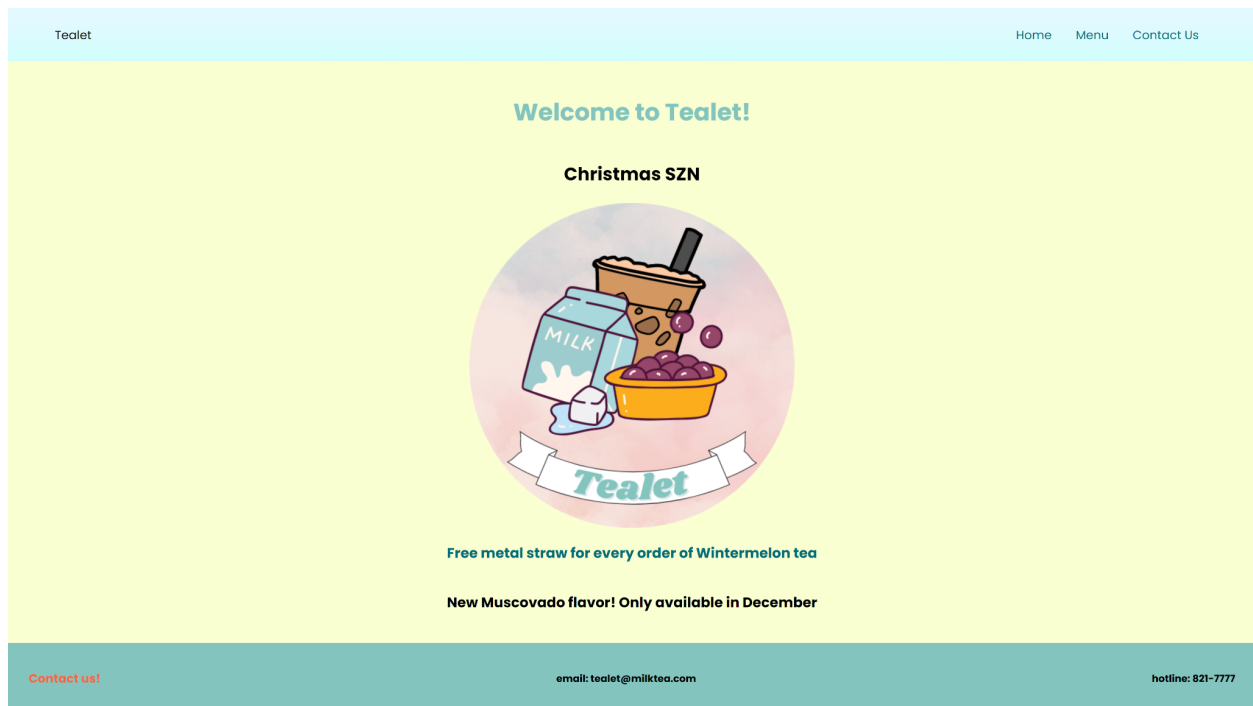 Tealet
Home Menu Contact Us
Welcome to Tealet!
Christmas SZN
MILK
Tealet
Free metal straw for every order of Wintermelon tea
New Muscovado flavor! Only available in December
Contact us! email: tealet@milktea.com hotline: 821-7777